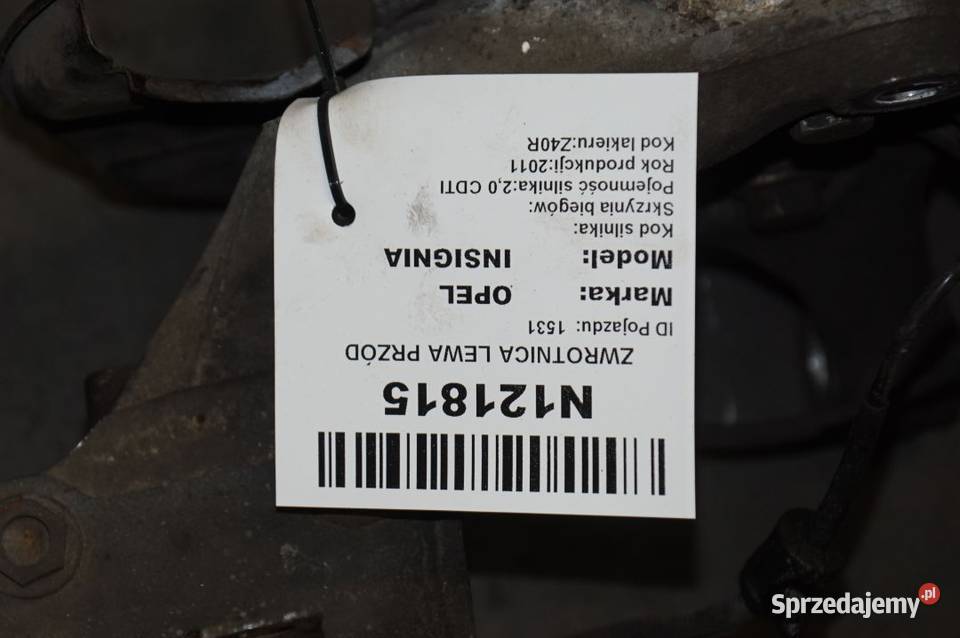 N121815
ZWROTNICA LEWA PRZÓD
ID Pojazdu: 1531
Marka: OPEL
Model: INSIGNIA
Kod silnika:
Skrzynia biegów:
Pojemność silnika:2,0 CDTI
Rok produkcji:2011
Kod lakieru:Z40R
Sprzedajemy.pl